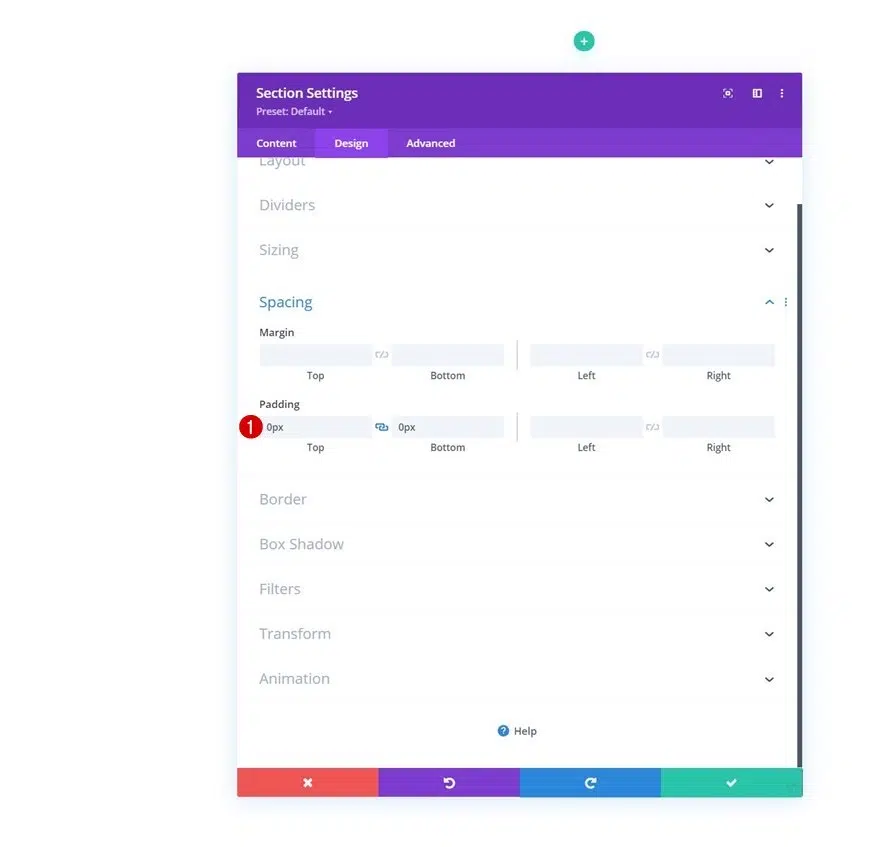 Section Settings
Preset: Default
Content Design Advanced
Layout
Dividers
Sizing
Spacing
Margin
Top Bottom Left Right
Padding
1 0px 0px
Top Bottom Left Right
Border
Box Shadow
Filters
Transform
Animation
? Help